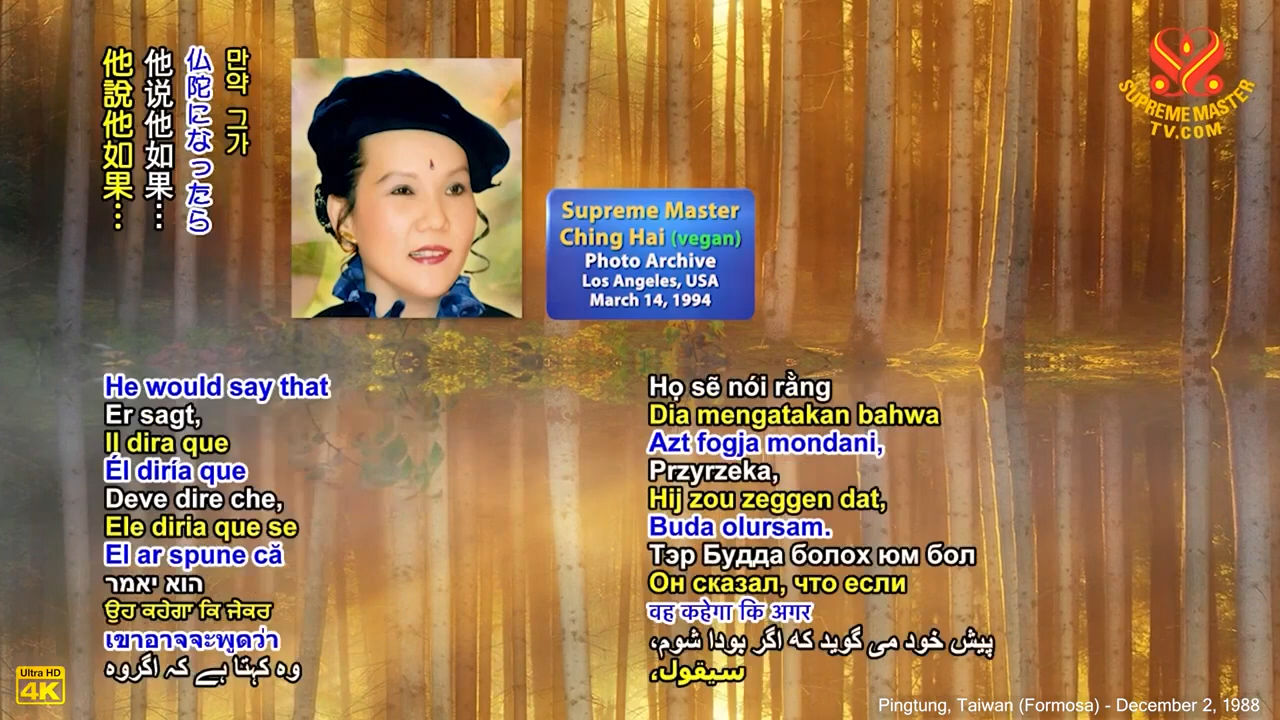 만약 그가
仏陀になったら
他说他如果…
他說他如果…
SUPREME MASTER
TV.COM
Supreme Master
Ching Hai (vegan)
Photo Archive
Los Angeles, USA
March 14, 1994
He would say that
Er sagt,
Il dira que
Él diría que
Deve dire che,
Ele diria que se
El ar spune că
הוא יאמר
ਉਹ ਕਹੇਗਾ ਕਿ ਜੇਕਰ
เขาอาจจะพูดว่า
وہ کہتا ہے کہ اگروہ
Họ sẽ nói rằng
Dia mengatakan bahwa
Azt fogja mondani,
Przyrzeka,
Hij zou zeggen dat,
Buda olursam.
Тэр Будда болох юм бол
Он сказал, что если
वह कहेगा कि अगर
پیش خود می گوید که اگر بودا شوم،
سيقول،
Ultra HD
4K
Pingtung, Taiwan (Formosa) - December 2, 1988